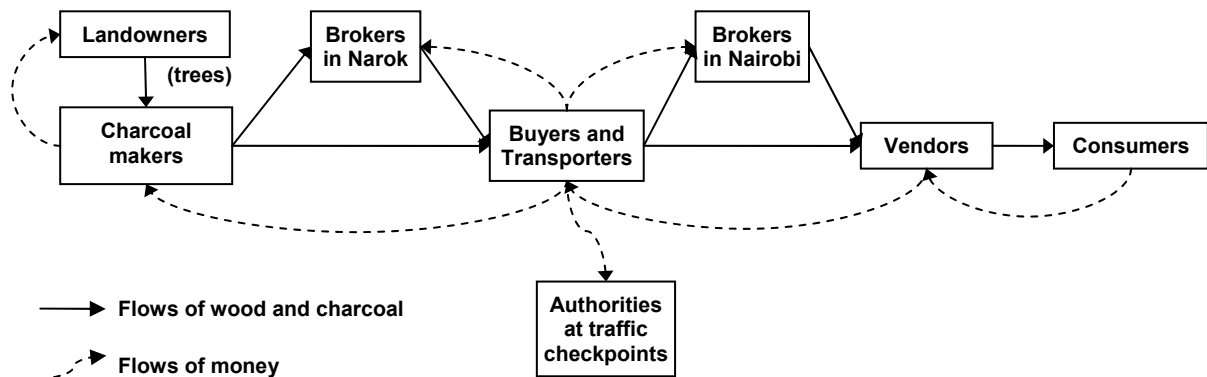 Landowners
(trees)
Charcoal
makers
Brokers
in Narok
Buyers and
Transporters
Brokers
in Nairobi
Vendors
Consumers
Authorities
at traffic
checkpoints
Flows of wood and charcoal
Flows of money